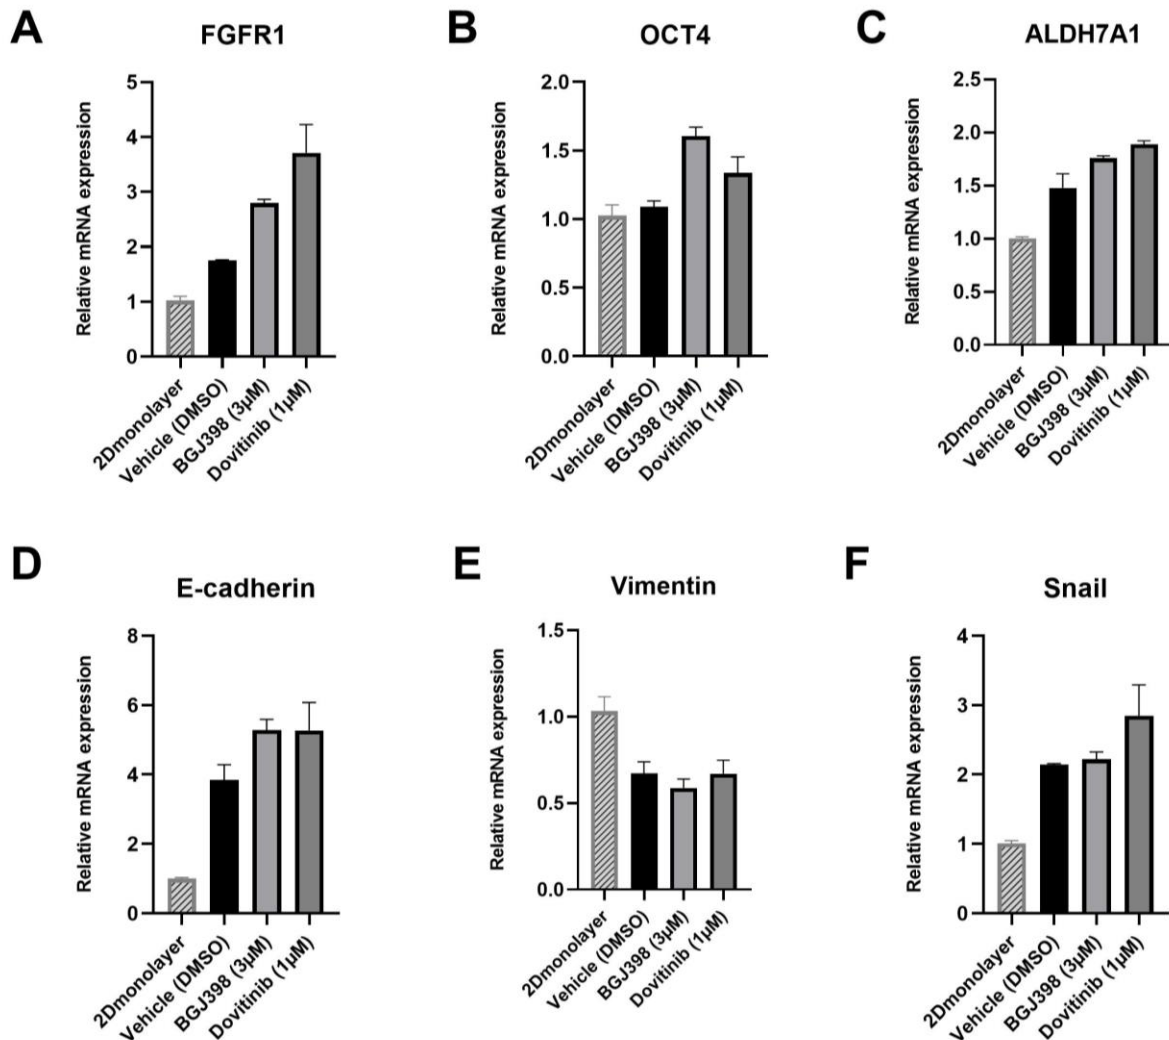 A
FGFR1
Relative mRNA expression
5
4
3
2
1
0
2Dmonolayer
Vehicle (DMSO)
BGJ398 (3μM)
Dovitinib (1μM)
B
OCT4
Relative mRNA expression
2.0
1.5
1.0
0.5
0.0
2Dmonolayer
Vehicle (DMSO)
BGJ398 (3μM)
Dovitinib (1μM)
C
ALDH7A1
Relative mRNA expression
2.5
2.0
1.5
1.0
0.5
0.0
2Dmonolayer
Vehicle (DMSO)
BGJ398 (3μM)
Dovitinib (1μM)
D
E-cadherin
Relative mRNA expression
8
6
4
2
0
2Dmonolayer
Vehicle (DMSO)
BGJ398 (3μM)
Dovitinib (1μM)
E
Vimentin
Relative mRNA expression
1.5
1.0
0.5
0.0
2Dmonolayer
Vehicle (DMSO)
BGJ398 (3μM)
Dovitinib (1μM)
F
Snail
Relative mRNA expression
4
3
2
1
0
2Dmonolayer
Vehicle (DMSO)
BGJ398 (3μM)
Dovitinib (1μM)